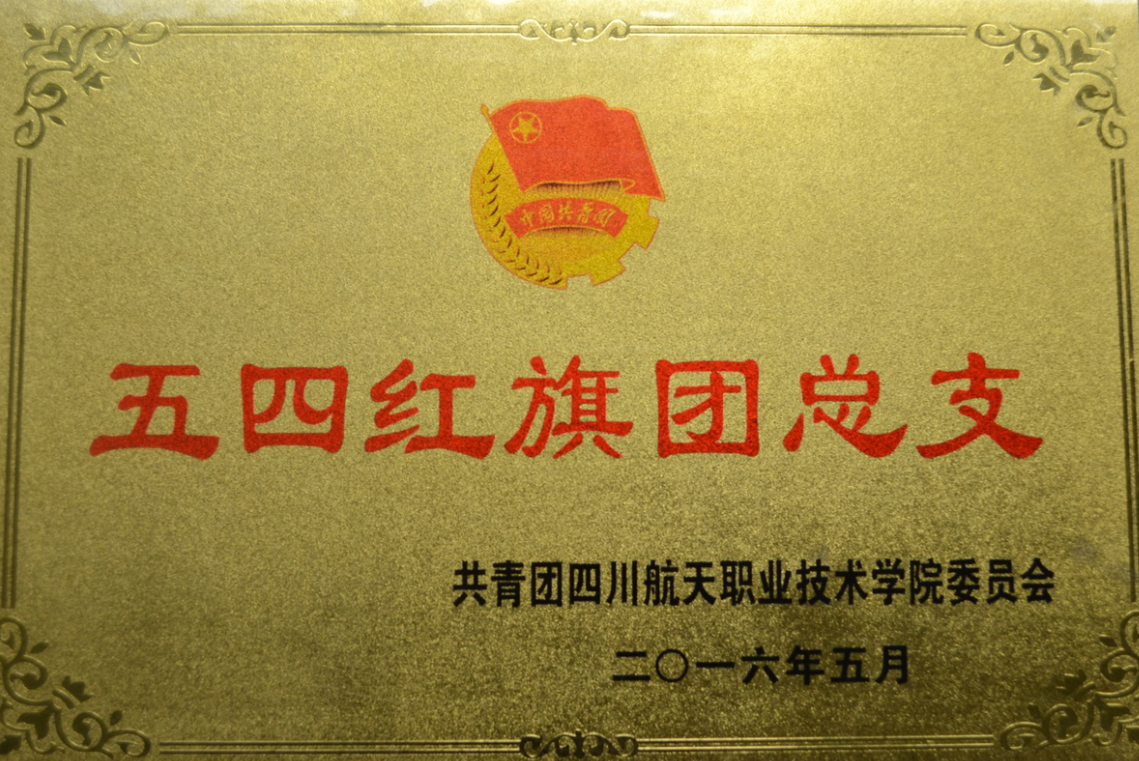 中国共青团
五四红旗团总支
共青团四川航天职业技术学院委员会
二〇一六年五月